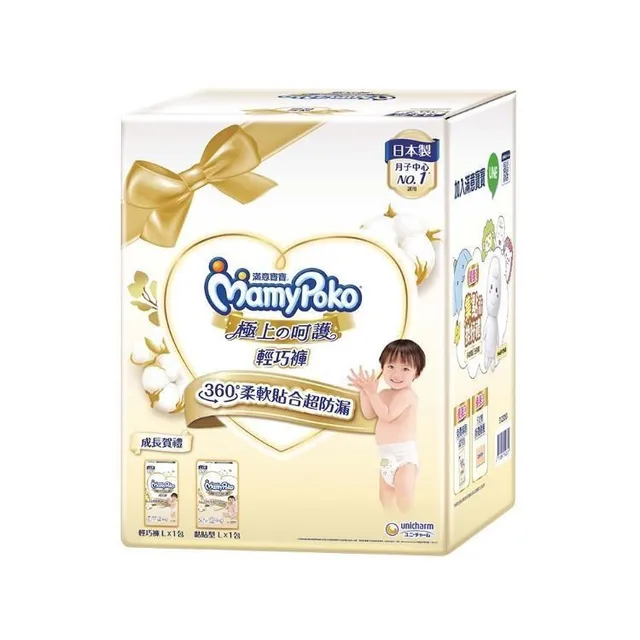 日本製
月子中心
NO.1
試用
加入滿意寶寶
LINE
滿意寶寶
MamyPoko
極上の呵護
輕巧褲
360°柔軟貼合超防漏
成長賀禮
輕巧褲 L×1包
黏貼型 L×1包
unicharm
ユニ・チャーム